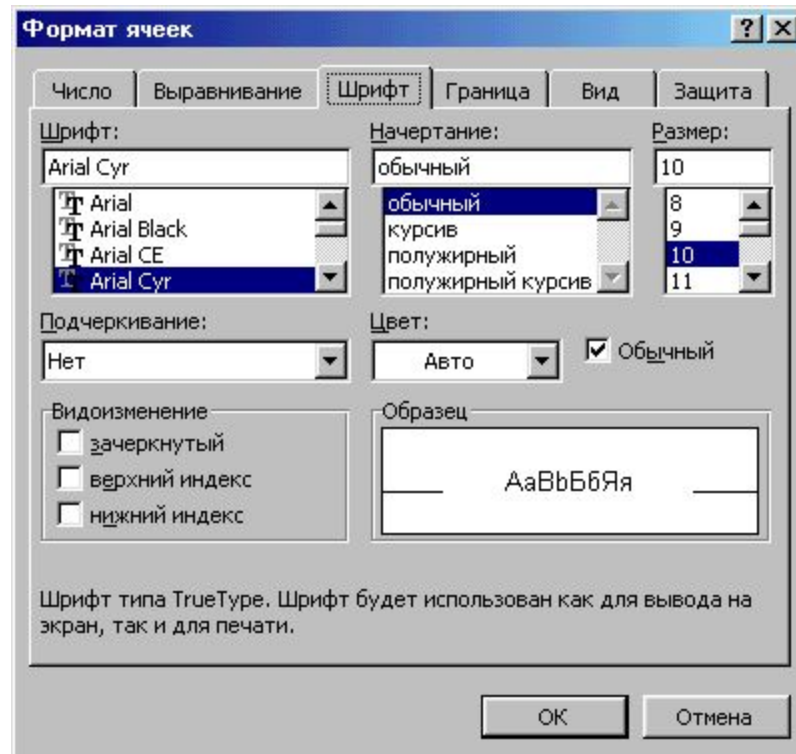 Формат ячеек
Число Выравнивание Шрифт Граница Вид Защита
Шрифт: Начертание: Размер:
Arial Cyr обычный 10
Arial обычный 8
Arial Black курсив 9
Arial CE полужирный 10
Arial Cyr полужирный курсив 11
Подчеркивание: Цвет:
Нет Авто Обычный
Видоизменение Образец
зачеркнутый
верхний индекс АаВbБбЯя
нижний индекс
Шрифт типа TrueType. Шрифт будет использован как для вывода на
экран, так и для печати.
ОК Отмена